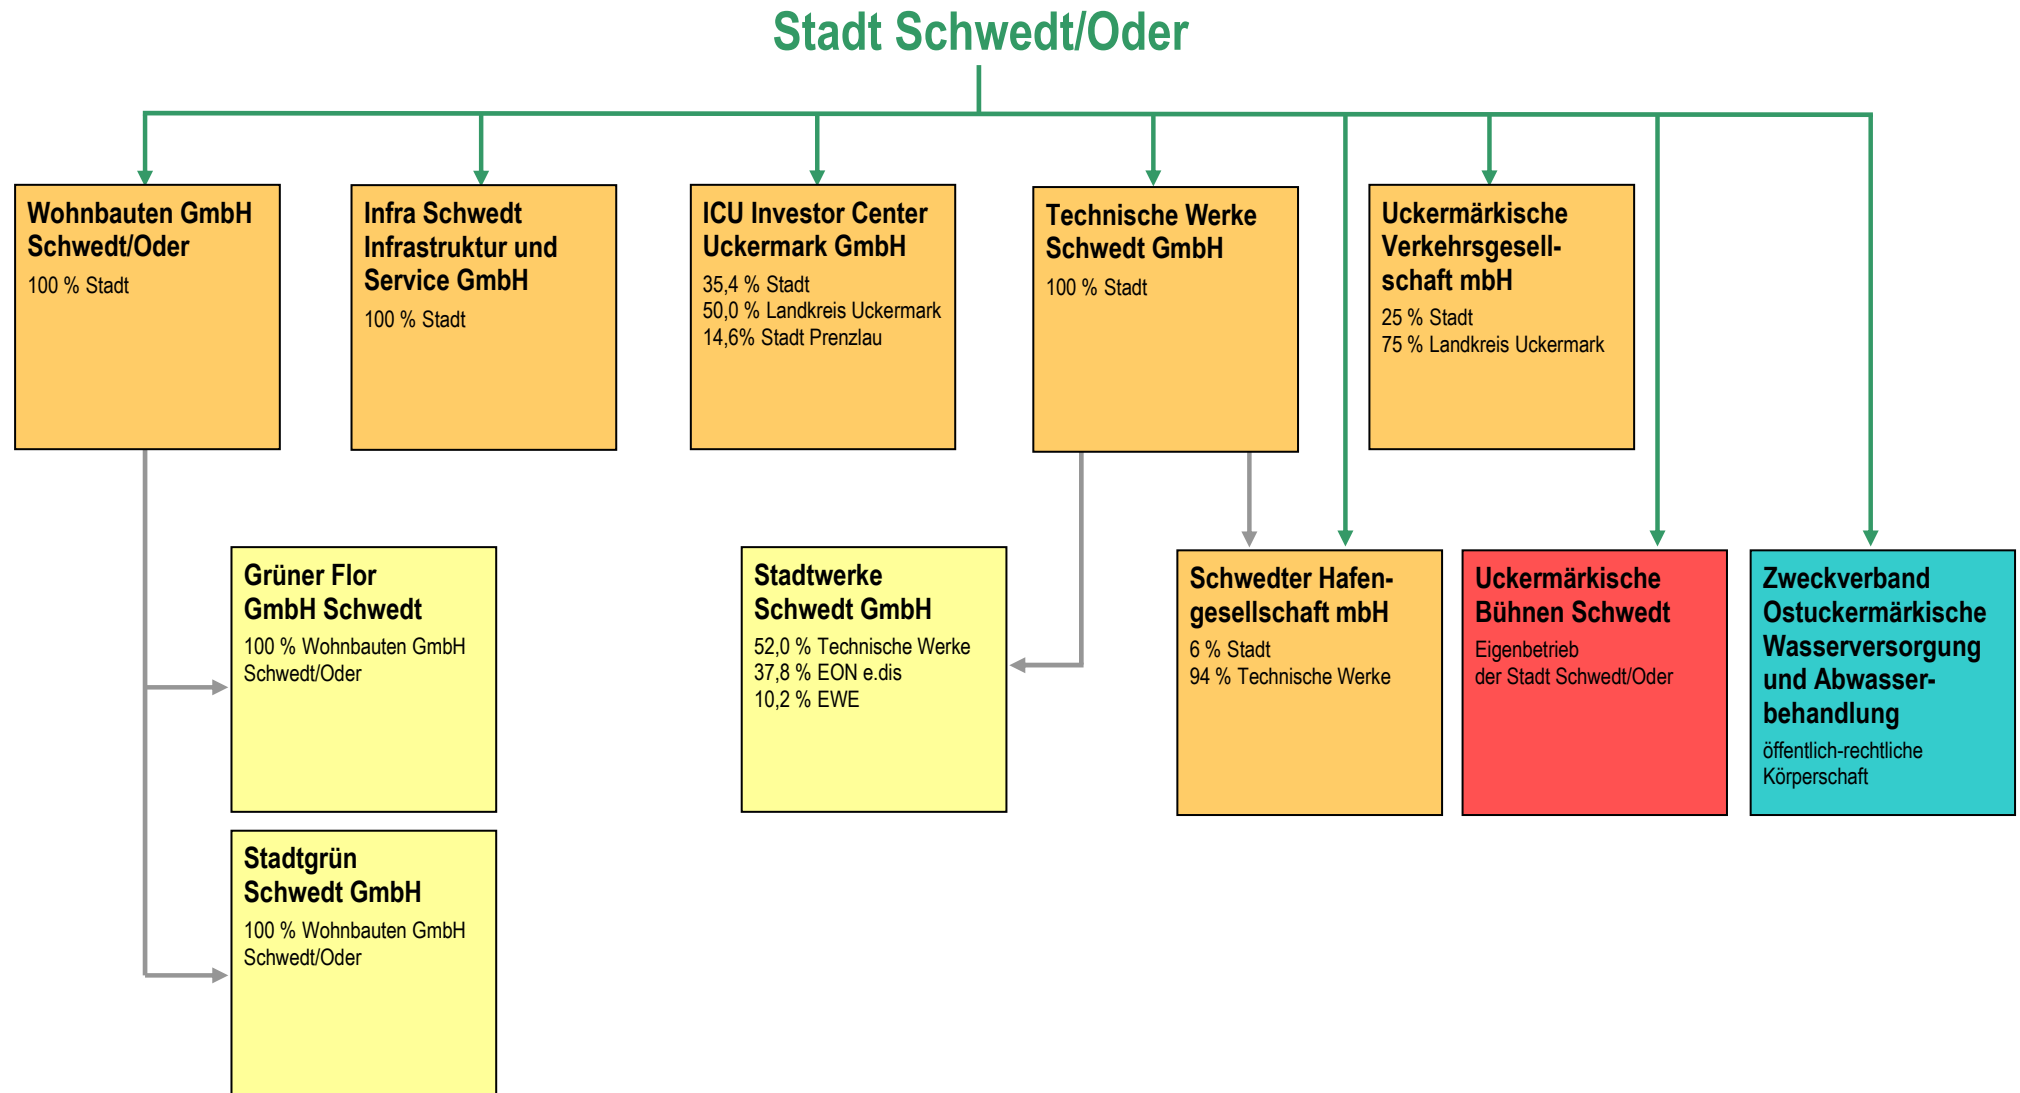 Stadt Schwedt/Oder
Wohnbauten GmbH
Schwedt/Oder
100 % Stadt
Infra Schwedt
Infrastruktur und
Service GmbH
100 % Stadt
ICU Investor Center
Uckermark GmbH
35,4 % Stadt
50,0 % Landkreis Uckermark
14,6% Stadt Prenzlau
Technische Werke
Schwedt GmbH
100 % Stadt
Uckermärkische
Verkehrsgesell-
schaft mbH
25 % Stadt
75 % Landkreis Uckermark
Grüner Flor
GmbH Schwedt
100 % Wohnbauten GmbH
Schwedt/Oder
Stadtwerke
Schwedt GmbH
52,0 % Technische Werke
37,8 % EON e.dis
10,2 % EWE
Schwedter Hafen-
gesellschaft mbH
6 % Stadt
94 % Technische Werke
Uckermärkische
Bühnen Schwedt
Eigenbetrieb
der Stadt Schwedt/Oder
Zweckverband
Ostuckermärkische
Wasserversorgung
und Abwasser-
behandlung
öffentlich-rechtliche
Körperschaft
Stadtgrün
Schwedt GmbH
100 % Wohnbauten GmbH
Schwedt/Oder